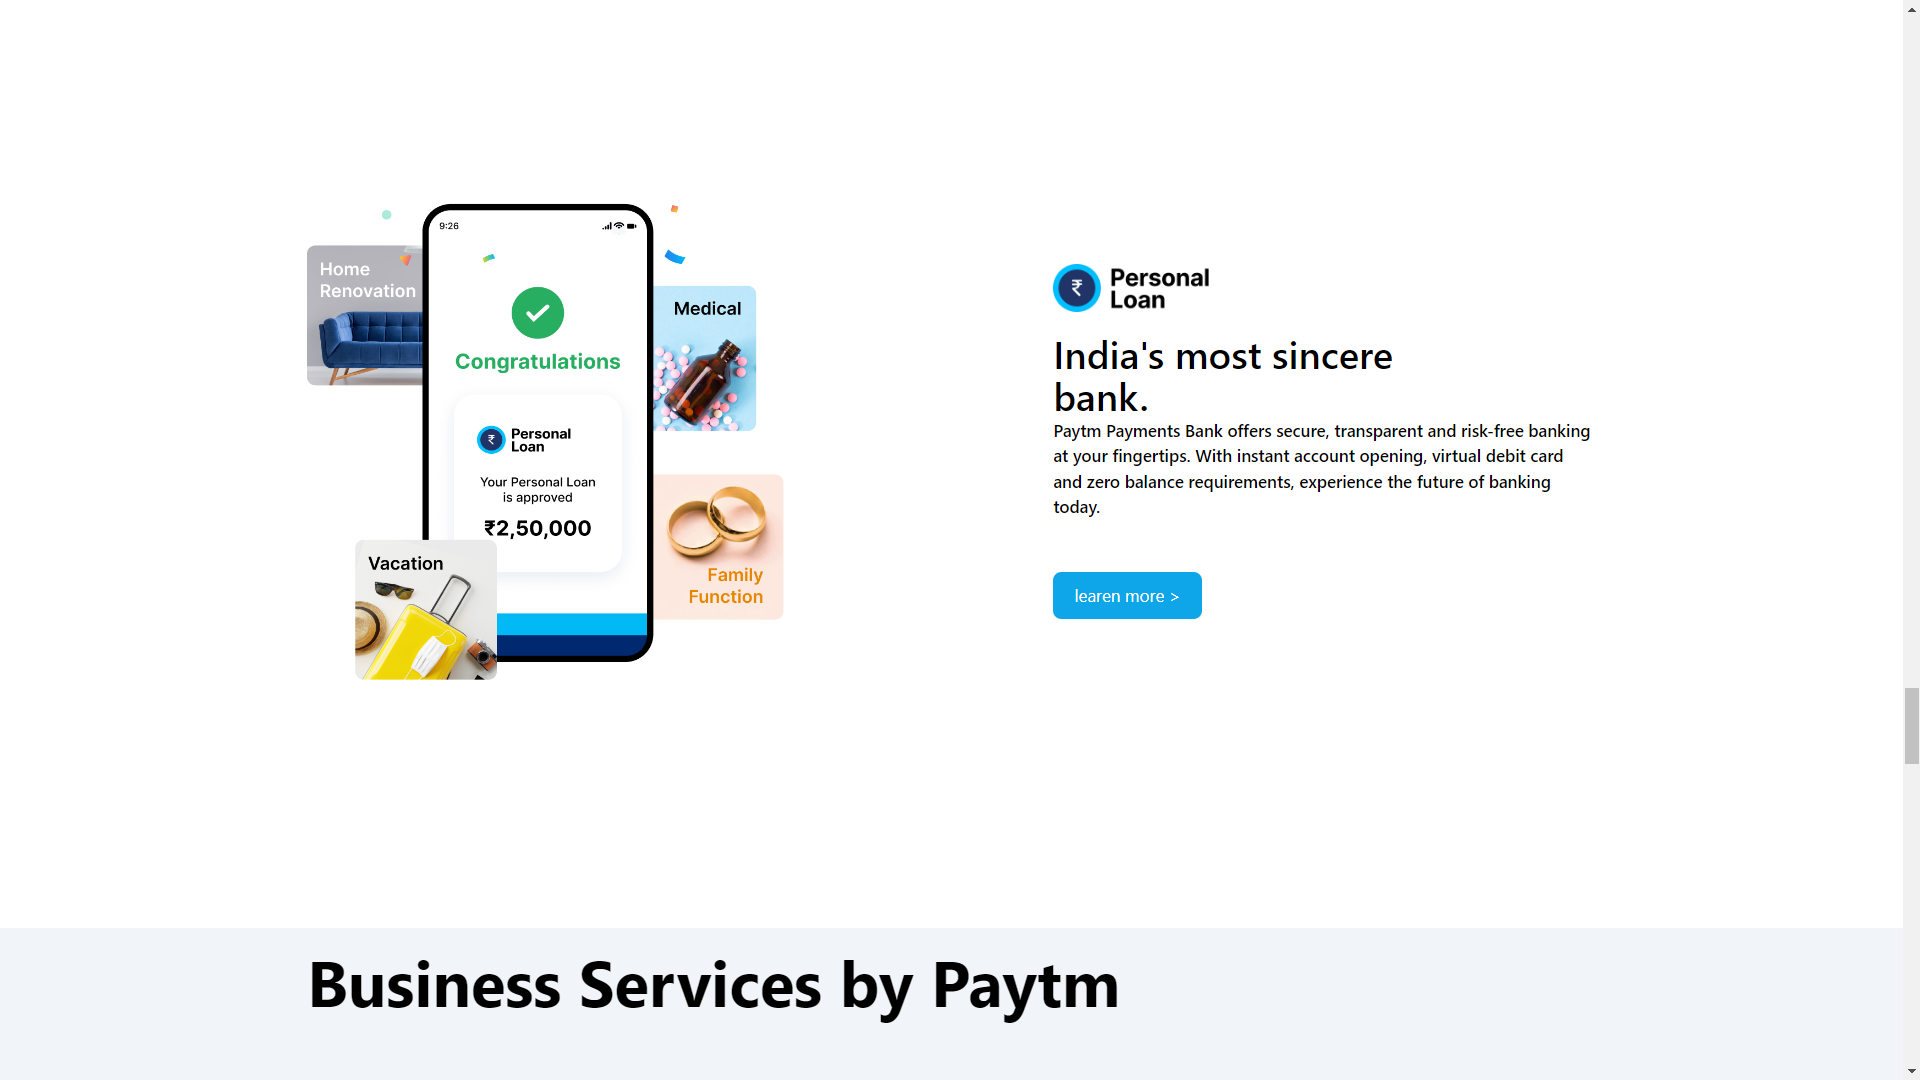 9:26
Home
Renovation
Medical
Congratulations
₹ Personal
Loan
Your Personal Loan
is approved
₹2,50,000
Vacation
Family
Function
₹ Personal
Loan
India's most sincere
bank.
Paytm Payments Bank offers secure, transparent and risk-free banking
at your fingertips. With instant account opening, virtual debit card
and zero balance requirements, experience the future of banking
today.
learen more >
Business Services by Paytm